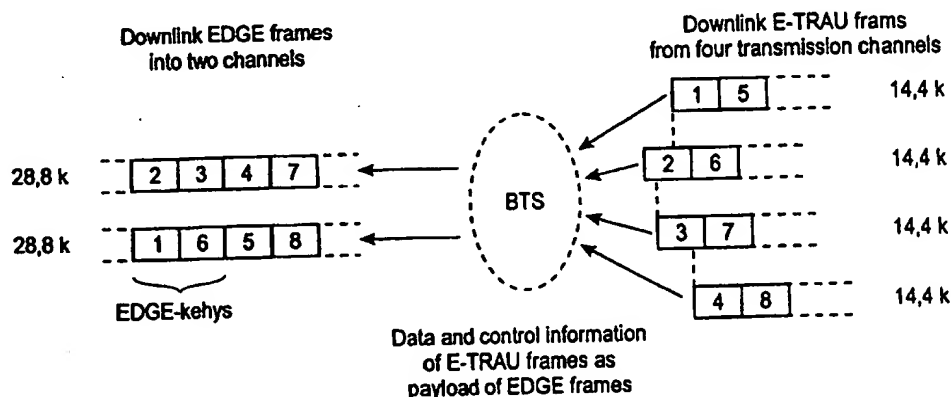 Downlink EDGE frames
into two channels
Downlink E-TRAU frams
from four transmission channels
1 5
14,4 k
2 6
14,4 k
28,8 k
2 3 4 7
BTS
3 7
14,4 k
28,8 k
1 6 5 8
4 8
14,4 k
EDGE-kehys
Data and control information
of E-TRAU frames as
payload of EDGE frames